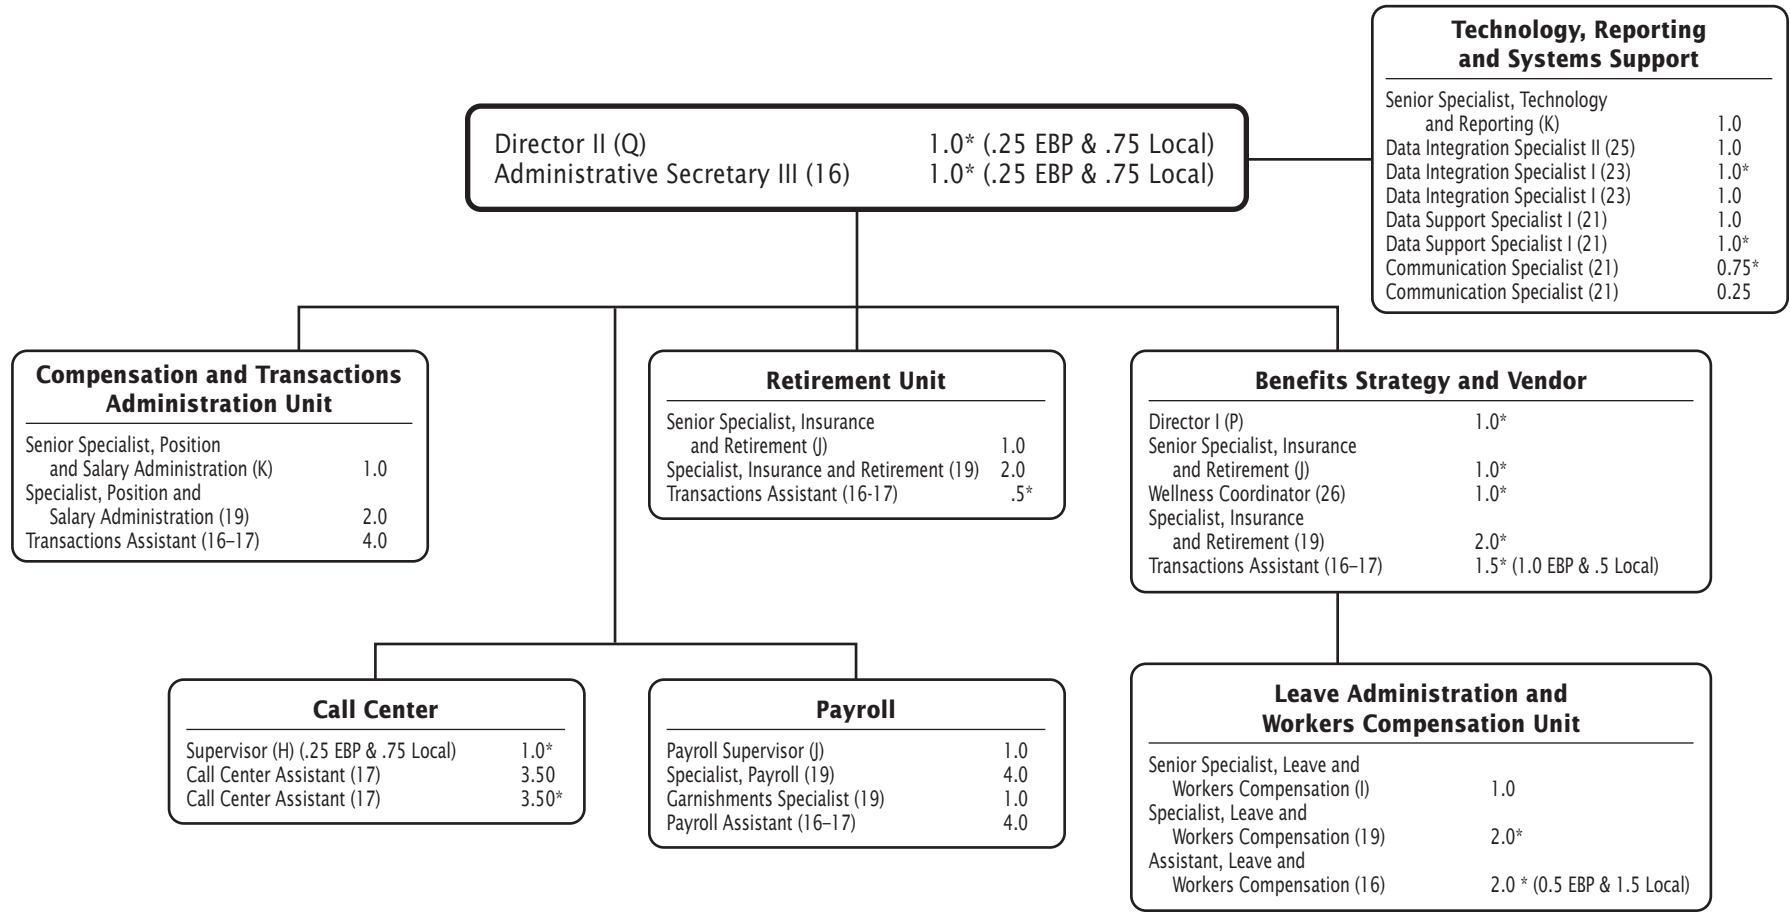 Technology, Reporting
and Systems Support
Senior Specialist, Technology
and Reporting (K) 1.0
Data Integration Specialist II (25) 1.0
Data Integration Specialist I (23) 1.0*
Data Integration Specialist I (23) 1.0
Data Support Specialist I (21) 1.0
Data Support Specialist I (21) 1.0*
Communication Specialist (21) 0.75*
Communication Specialist (21) 0.25
Director II (Q) 1.0* (.25 EBP & .75 Local)
Administrative Secretary III (16) 1.0* (.25 EBP & .75 Local)
Compensation and Transactions
Administration Unit
Senior Specialist, Position
and Salary Administration (K) 1.0
Specialist, Position and
Salary Administration (19) 2.0
Transactions Assistant (16–17) 4.0
Retirement Unit
Senior Specialist, Insurance
and Retirement (J) 1.0
Specialist, Insurance and Retirement (19) 2.0
Transactions Assistant (16-17) .5*
Benefits Strategy and Vendor
Director I (P) 1.0*
Senior Specialist, Insurance
and Retirement (J) 1.0*
Wellness Coordinator (26) 1.0*
Specialist, Insurance
and Retirement (19) 2.0*
Transactions Assistant (16–17) 1.5* (1.0 EBP & .5 Local)
Call Center
Supervisor (H) (.25 EBP & .75 Local) 1.0*
Call Center Assistant (17) 3.50
Call Center Assistant (17) 3.50*
Payroll
Payroll Supervisor (J) 1.0
Specialist, Payroll (19) 4.0
Garnishments Specialist (19) 1.0
Payroll Assistant (16–17) 4.0
Leave Administration and
Workers Compensation Unit
Senior Specialist, Leave and
Workers Compensation (I) 1.0
Specialist, Leave and
Workers Compensation (19) 2.0*
Assistant, Leave and
Workers Compensation (16) 2.0 * (0.5 EBP & 1.5 Local)